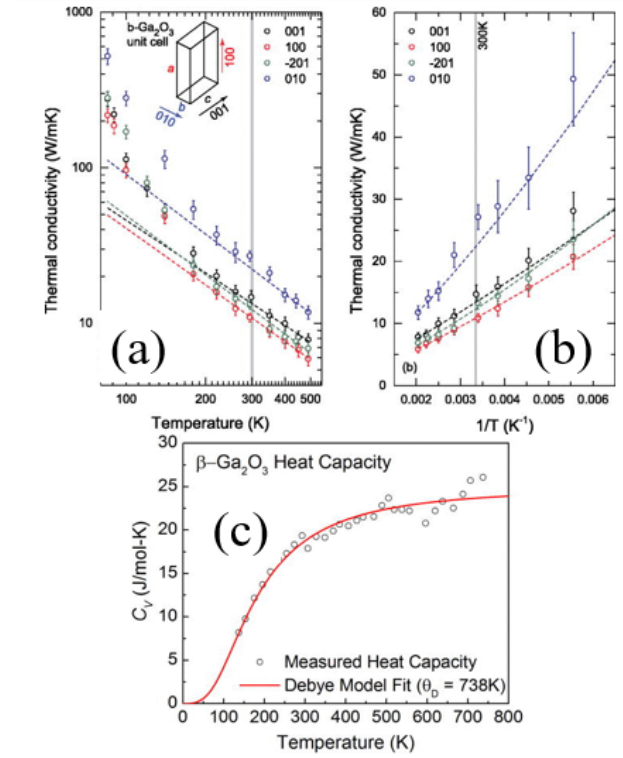 1000
100
10
Thermal conductivity (W/mK)
b-Ga2O3
unit cell
a
b
c
100
010
001
001
100
-201
010
(a)
100
200
300
400
500
Temperature (K)
60
50
40
30
20
10
0
Thermal conductivity (W/mK)
001
100
-201
010
300K
(b)
(b)
0.002
0.003
0.004
0.005
0.006
1/T (K⁻¹)
30
25
20
15
10
5
0
CV (J/mol-K)
β–Ga2O3 Heat Capacity
(c)
Measured Heat Capacity
Debye Model Fit (θD = 738K)
0 100 200 300 400 500 600 700 800
Temperature (K)